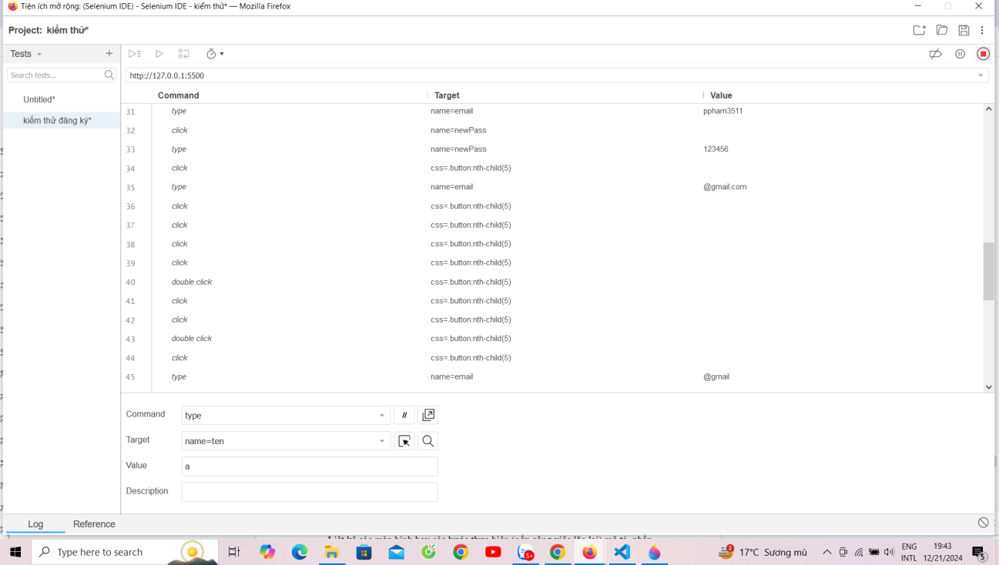 Tiện ích mở rộng: (Selenium IDE) - Selenium IDE - kiểm thử* — Mozilla Firefox
Project: kiểm thử*
Tests
Search tests...
Untitled*
kiểm thử đăng ký*
http://127.0.0.1:5500
Command Target Value
31 type name=email ppham3511
32 click name=newPass
33 type name=newPass 123456
34 click css=.button:nth-child(5)
35 type name=email @gmail.com
36 click css=.button:nth-child(5)
37 click css=.button:nth-child(5)
38 click css=.button:nth-child(5)
39 click css=.button:nth-child(5)
40 double click css=.button:nth-child(5)
41 click css=.button:nth-child(5)
42 click css=.button:nth-child(5)
43 double click css=.button:nth-child(5)
44 click css=.button:nth-child(5)
45 type name=email @gmail
Command type //
Target name=ten
Value a
Description
Log Reference
Type here to search
5+
2
17°C Sương mù
ENG
INTL
19:43
12/21/2024
5